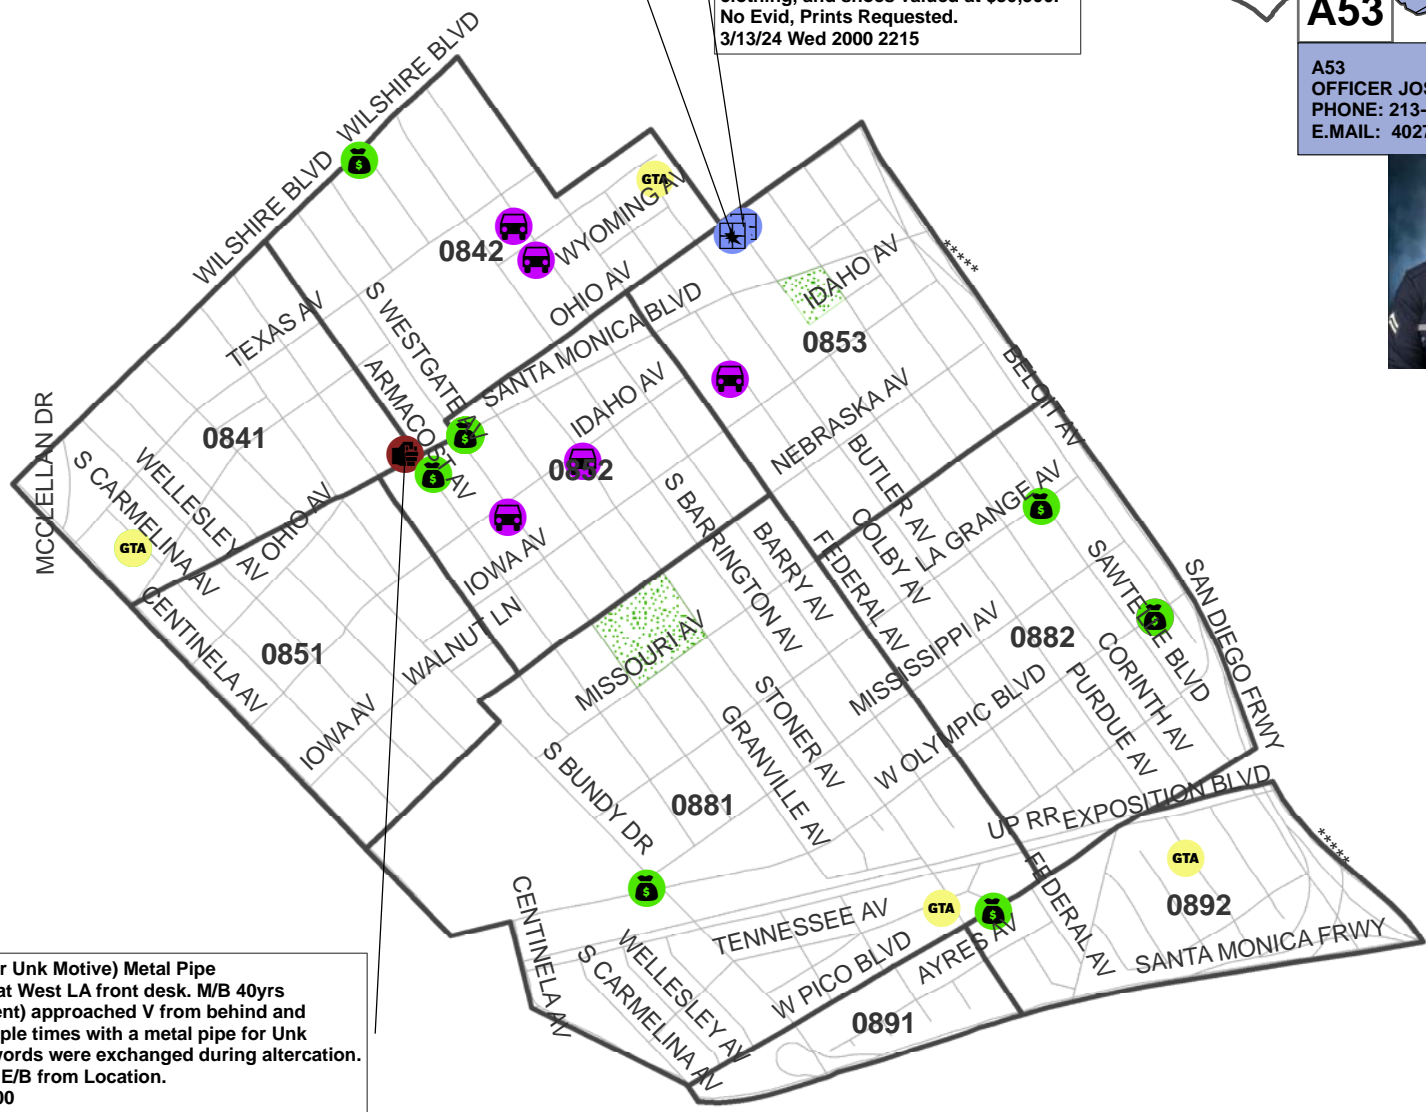 clothing, and shoes valued at
No Evid, Prints Requested.
3/13/24 Wed 2000 2215
A53
A53
OFFICER JOS
PHONE: 213-
E.MAIL: 4027
WILSHIRE BLVD
WILSHIRE BLVD
GTA
WYOMING AV
0842
OHIO AV
IDAHO AV
*****
S WESTGATE AV
TEXAS AV
SANTA MONICA BLVD
0853
ARMACOST AV
IDAHO AV
BELOIT AV
MCCLELLAN DR
0841
NEBRASKA AV
WELLESLEY AV
S CARMELINA AV
OHIO AV
0852
BUTLER AV
LA GRANGE AV
S BARRINGTON AV
COLBY AV
GTA
IOWA AV
BARRY AV
FEDERAL AV
SAWTELLE BLVD
SAN DIEGO FRWY
CENTINELA AV
WALNUT LN
0851
MISSOURI AV
MISSISSIPPI AV
0882
CORINTH AV
PURDUE AV
IOWA AV
STONER AV
GRANVILLE AV
W OLYMPIC BLVD
S BUNDY DR
0881
UP RR
EXPOSITION BLVD
*****
GTA
FEDERAL AV
0892
CENTINELA AV
TENNESSEE AV
GTA
WELLESLEY AV
S CARMELINA AV
W PICO BLVD
AYRES AV
SANTA MONICA FRWY
0891
r Unk Motive) Metal Pipe
at West LA front desk. M/B 40yrs
ent) approached V from behind and
ple times with a metal pipe for Unk
vords were exchanged during altercation.
E/B from Location.
00